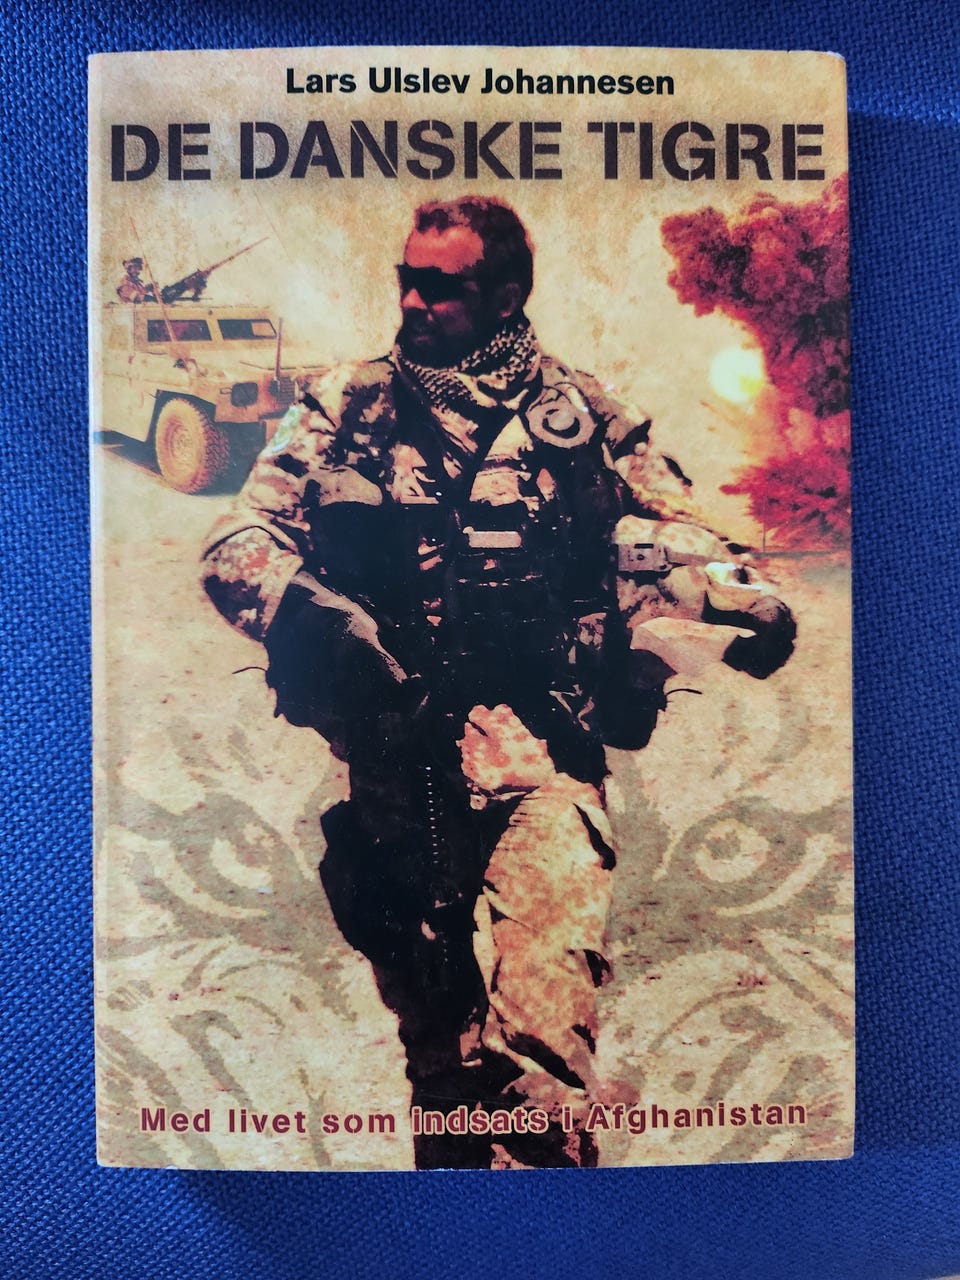 Lars Ulslev Johannesen
DE DANSKE TIGRE
Med livet som indsats i Afghanistan